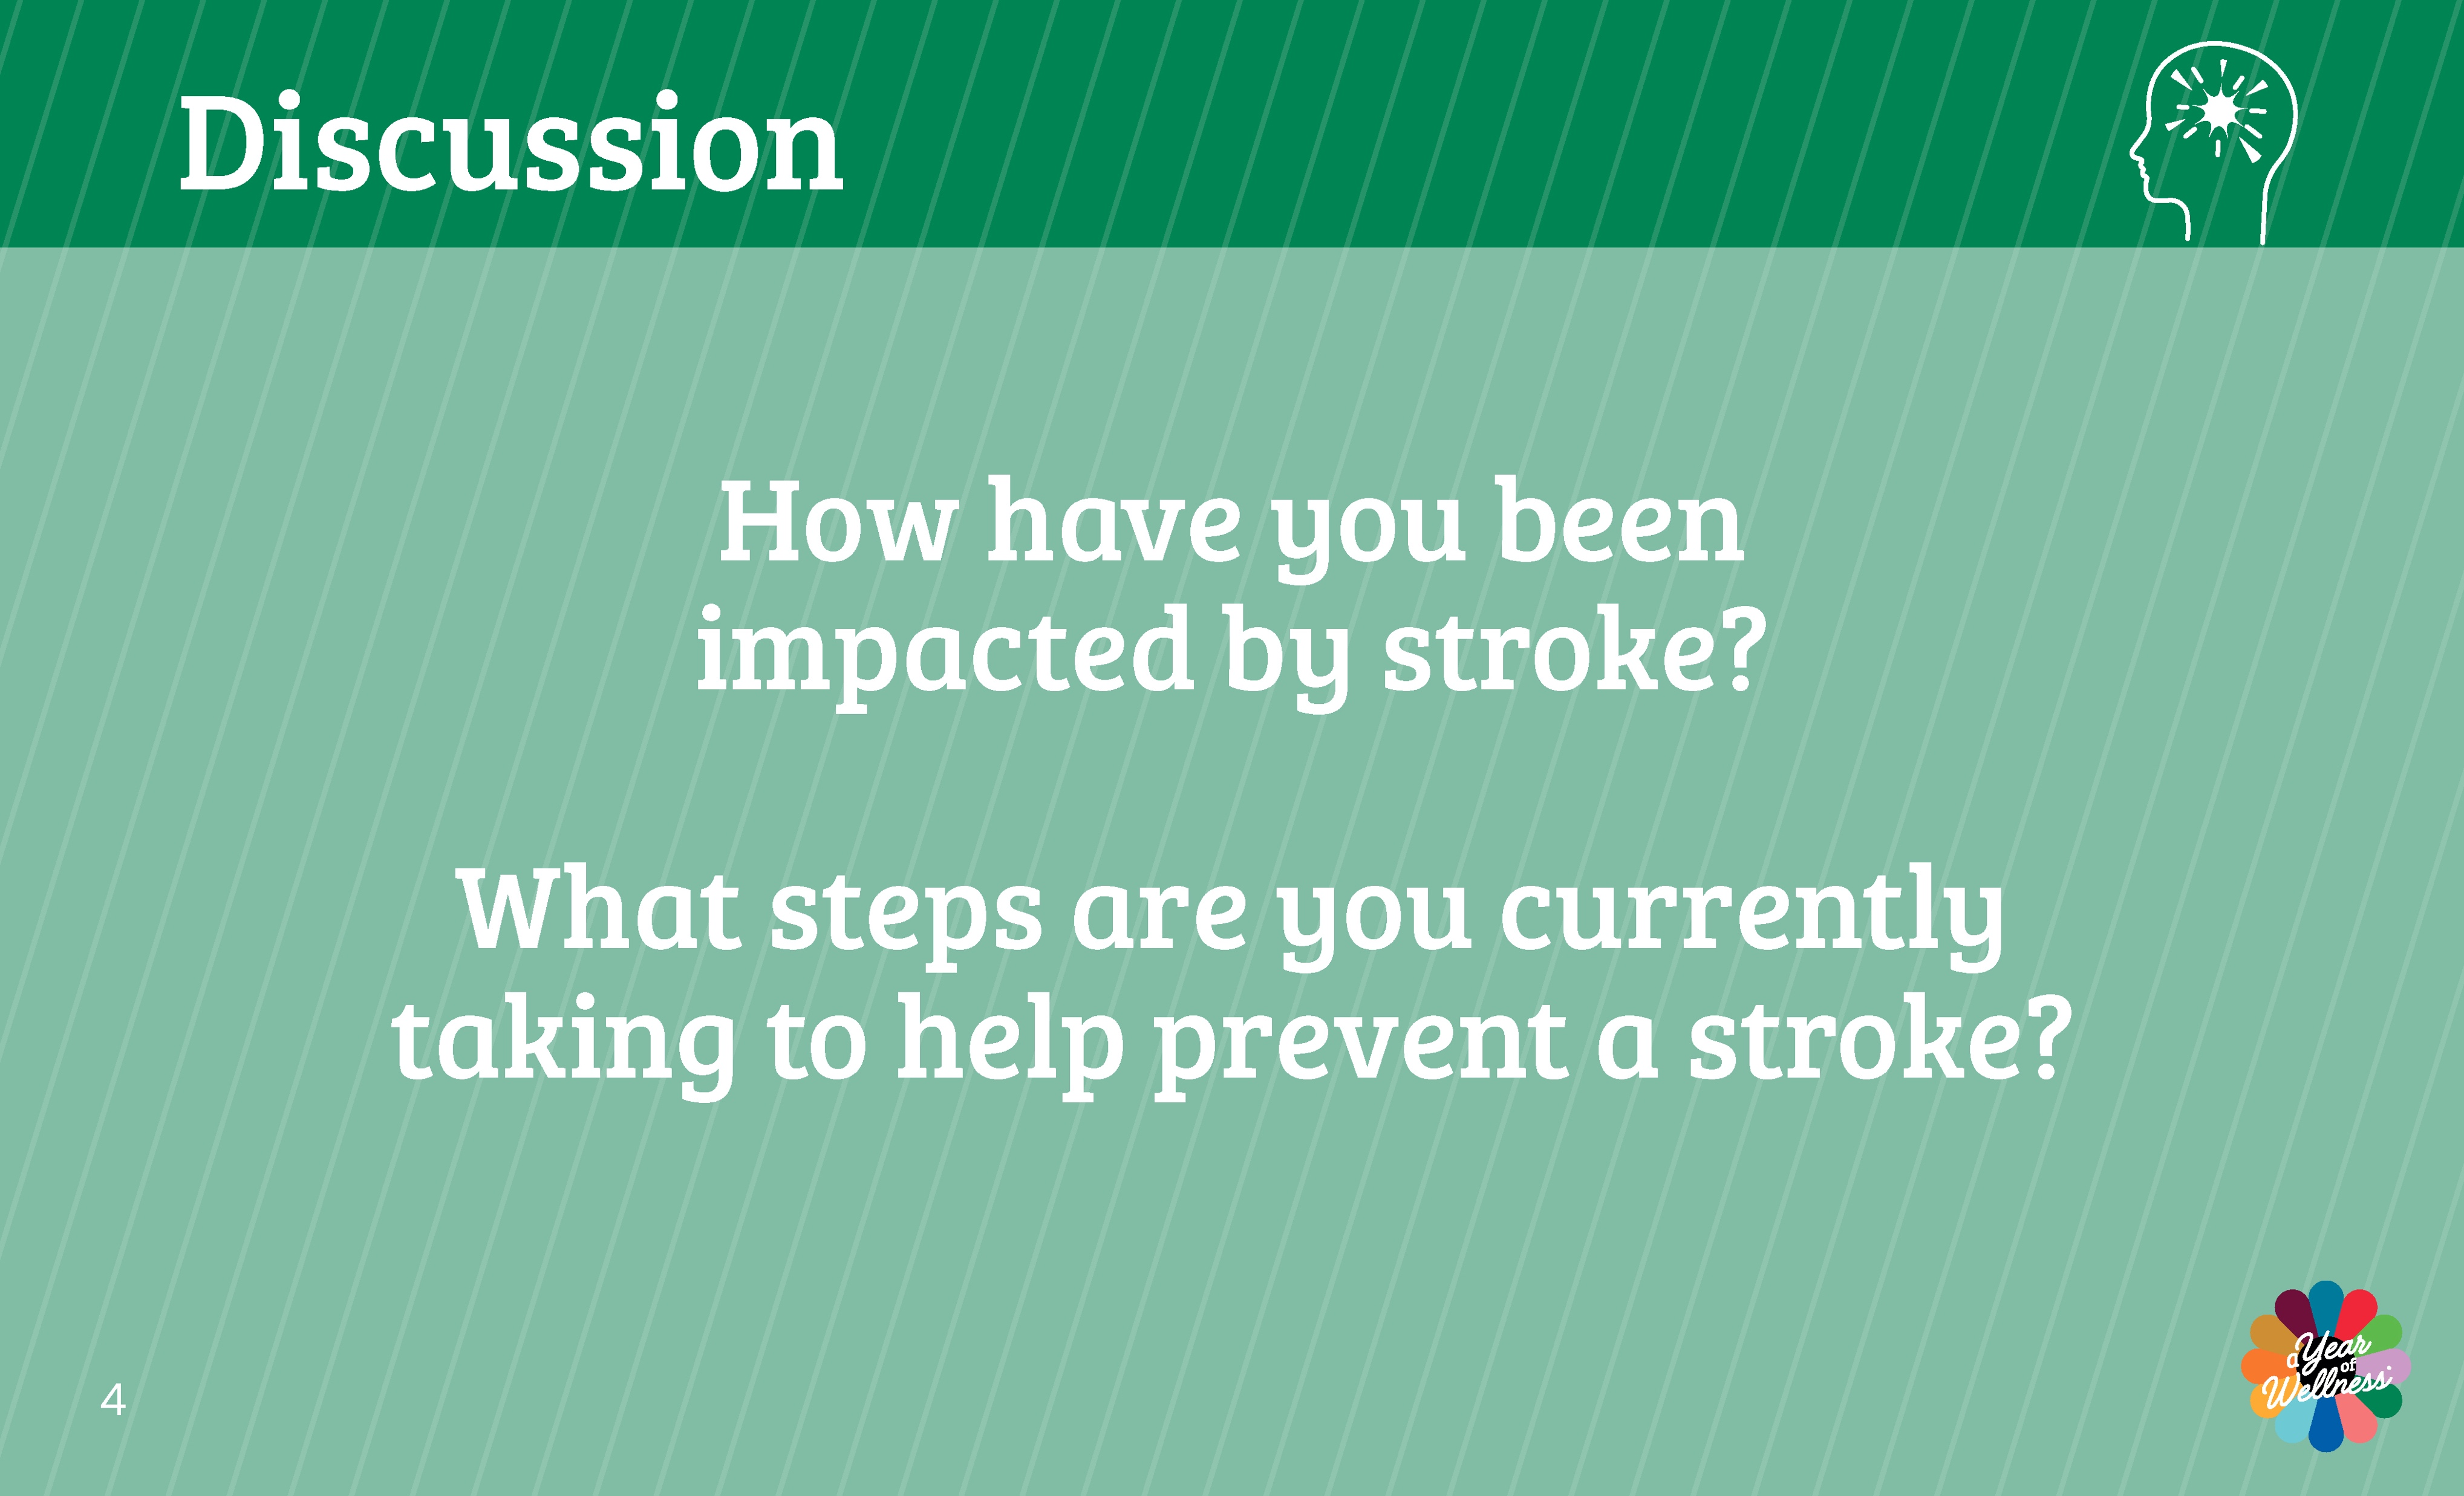 Discussion
How have you been
impacted by stroke?
What steps are you currently
taking to help prevent a stroke?
4
a Year
of
Wellness